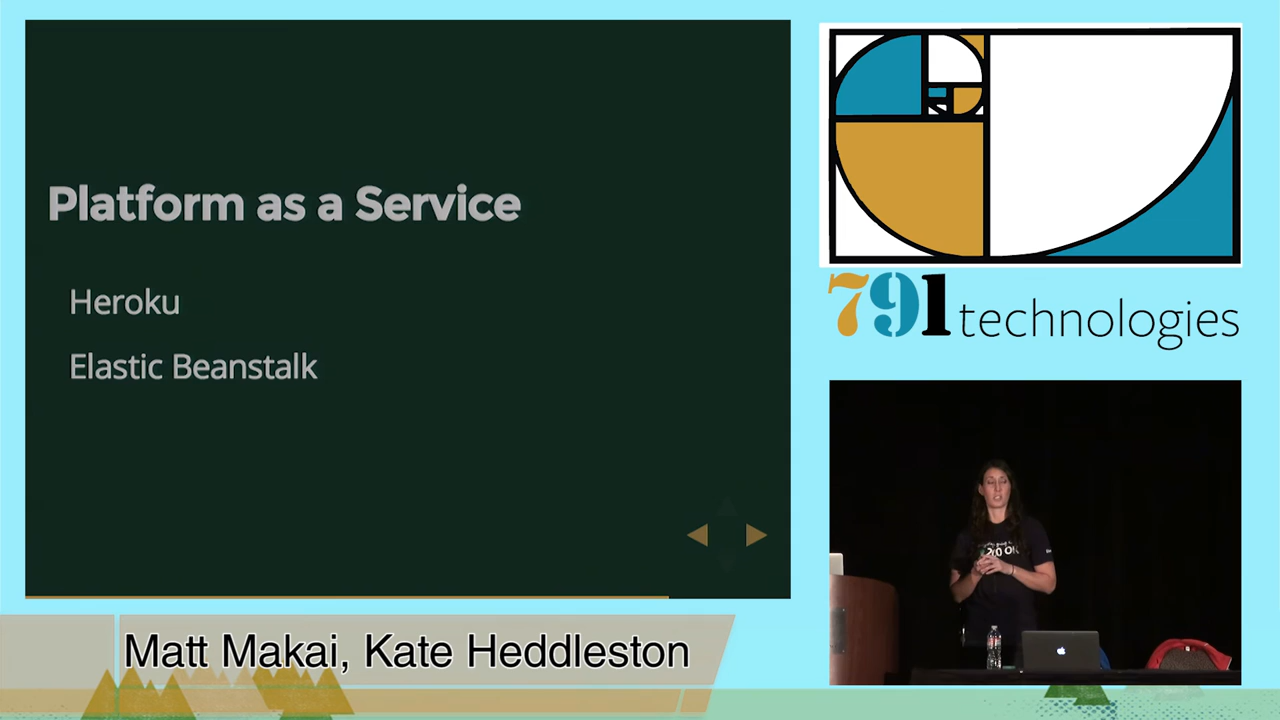 Platform as a Service
Heroku
Elastic Beanstalk
791 technologies
Matt Makai, Kate Heddleston